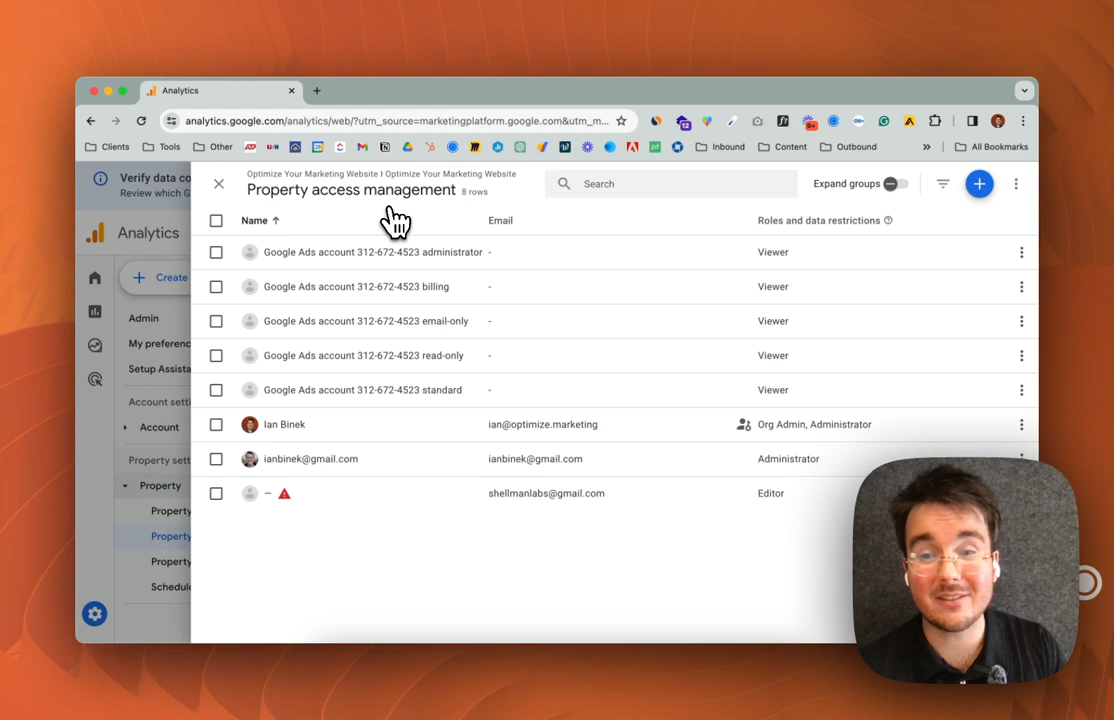 Analytics
analytics.google.com/analytics/web/?utm_source=marketingplatform.google.com&utm_m...
12
9+
Clients
Tools
Other
Inbound
Content
Outbound
»
All Bookmarks
Verify data co
Review which G
Optimize Your Marketing Website › Optimize Your Marketing Website
Property access management 8 rows
Search
Expand groups
Analytics
Create
Admin
My preferenc
Setup Assista
Account setti
Account
Property sett
Property
Property
Property
Property
Schedule
Name Email Roles and data restrictions
Google Ads account 312-672-4523 administrator - Viewer
Google Ads account 312-672-4523 billing - Viewer
Google Ads account 312-672-4523 email-only - Viewer
Google Ads account 312-672-4523 read-only - Viewer
Google Ads account 312-672-4523 standard - Viewer
Ian Binek ian@optimize.marketing Org Admin, Administrator
ianbinek@gmail.com ianbinek@gmail.com Administrator
– shellmanlabs@gmail.com Editor